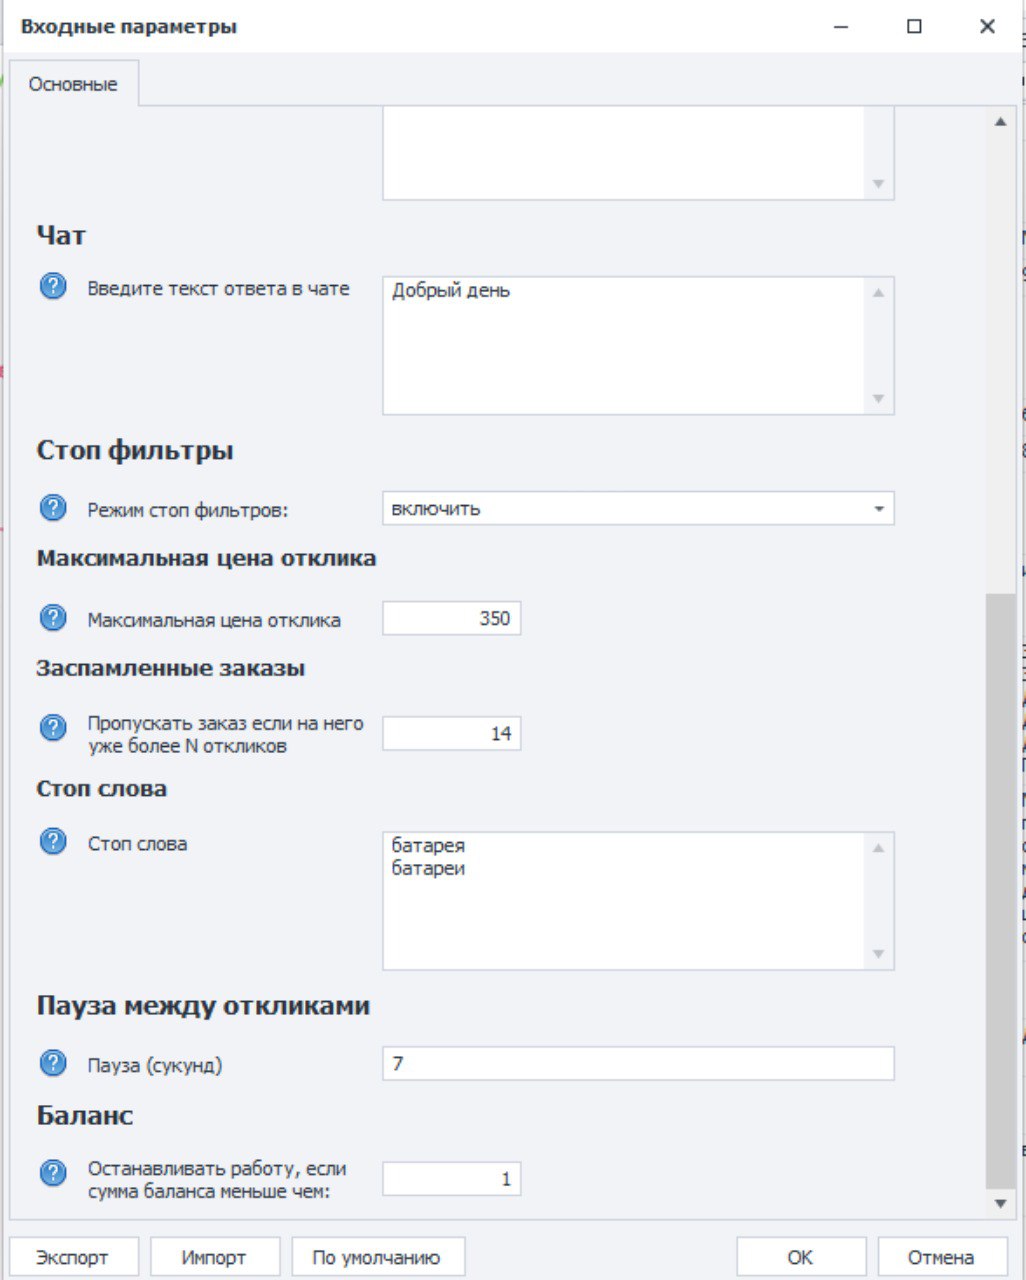 Входные параметры
Основные
Чат
Введите текст ответа в чате
Добрый день
Стоп фильтры
Режим стоп фильтров:
включить
Максимальная цена отклика
Максимальная цена отклика
350
Заспамленные заказы
Пропускать заказ если на него
уже более N откликов
14
Стоп слова
Стоп слова
батарея
батареи
Пауза между откликами
Пауза (сукунд)
7
Баланс
Останавливать работу, если
сумма баланса меньше чем:
1
Экспорт
Импорт
По умолчанию
ОК
Отмена